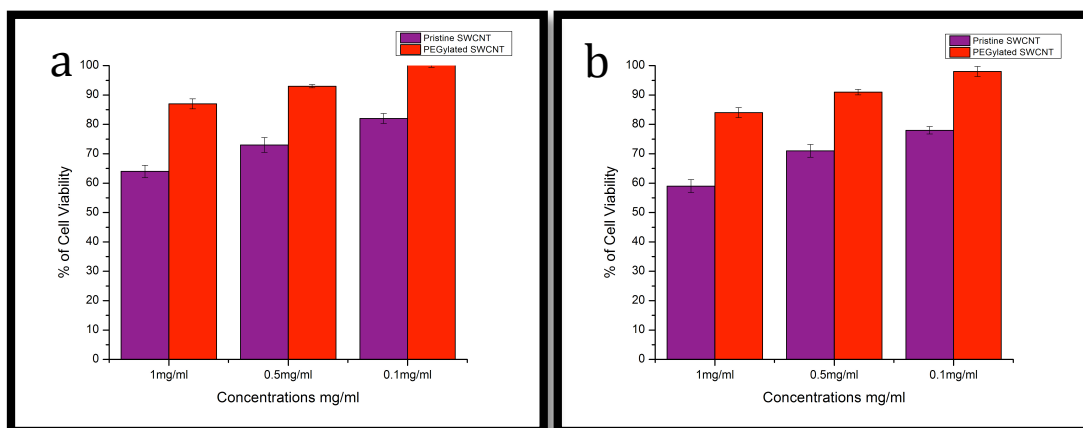 a
Pristine SWCNT
PEGylated SWCNT
100
90
80
70
60
50
40
30
20
10
0
% of Cell Viability
1mg/ml 0.5mg/ml 0.1mg/ml
Concentrations mg/ml
b
Pristine SWCNT
PEGylated SWCNT
100
90
80
70
60
50
40
30
20
10
0
% of Cell Viability
1mg/ml 0.5mg/ml 0.1mg/ml
Concentrations mg/ml